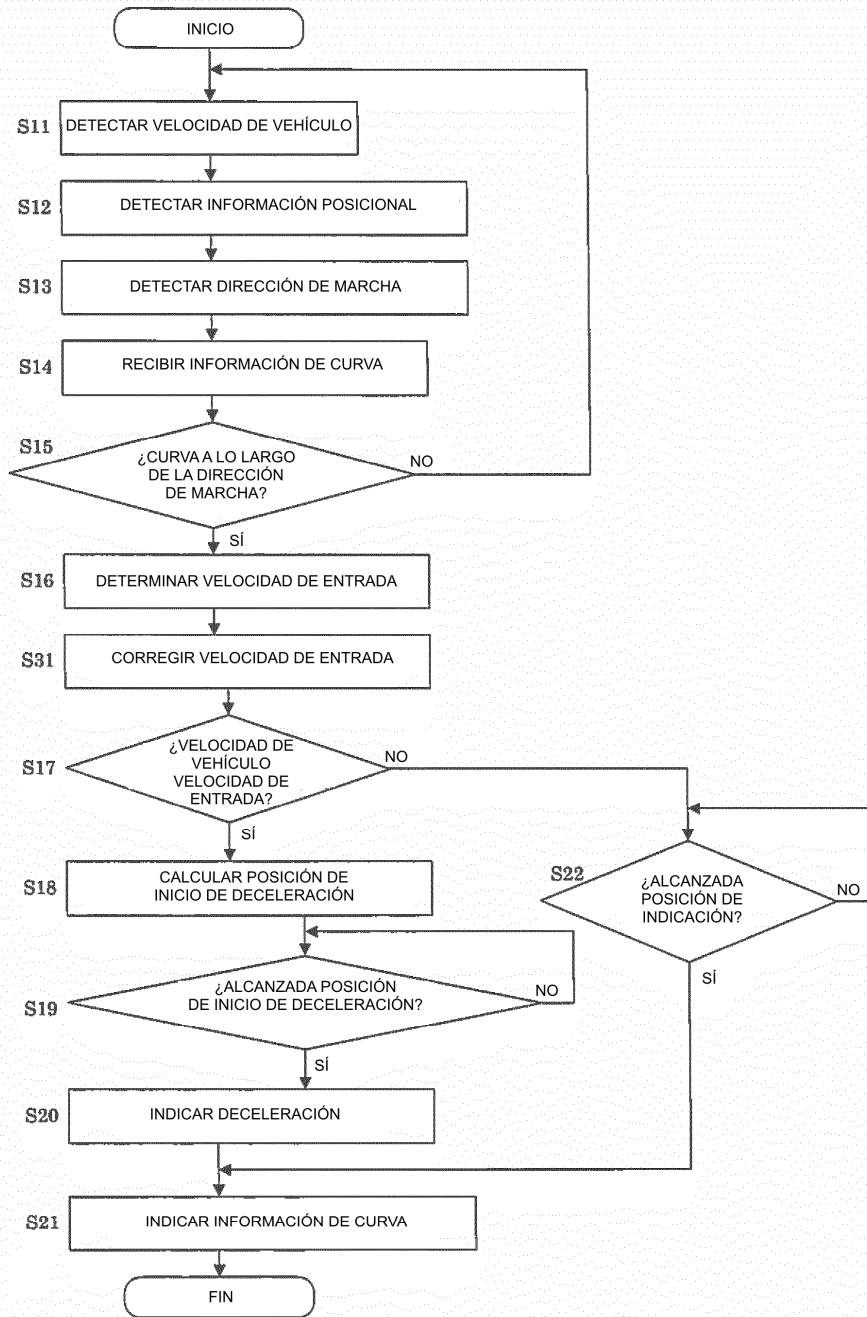 INICIO
S11
DETECTAR VELOCIDAD DE VEHÍCULO
S12
DETECTAR INFORMACIÓN POSICIONAL
S13
DETECTAR DIRECCIÓN DE MARCHA
S14
RECIBIR INFORMACIÓN DE CURVA
S15
¿CURVA A LO LARGO
DE LA DIRECCIÓN
DE MARCHA?
NO
SÍ
S16
DETERMINAR VELOCIDAD DE ENTRADA
S31
CORREGIR VELOCIDAD DE ENTRADA
S17
¿VELOCIDAD DE
VEHÍCULO
VELOCIDAD DE
ENTRADA?
NO
SÍ
S18
CALCULAR POSICIÓN DE
INICIO DE DECELERACIÓN
S22
¿ALCANZADA
POSICIÓN DE
INDICACIÓN?
NO
SÍ
S19
¿ALCANZADA POSICIÓN
DE INICIO DE DECELERACIÓN?
NO
SÍ
S20
INDICAR DECELERACIÓN
S21
INDICAR INFORMACIÓN DE CURVA
FIN